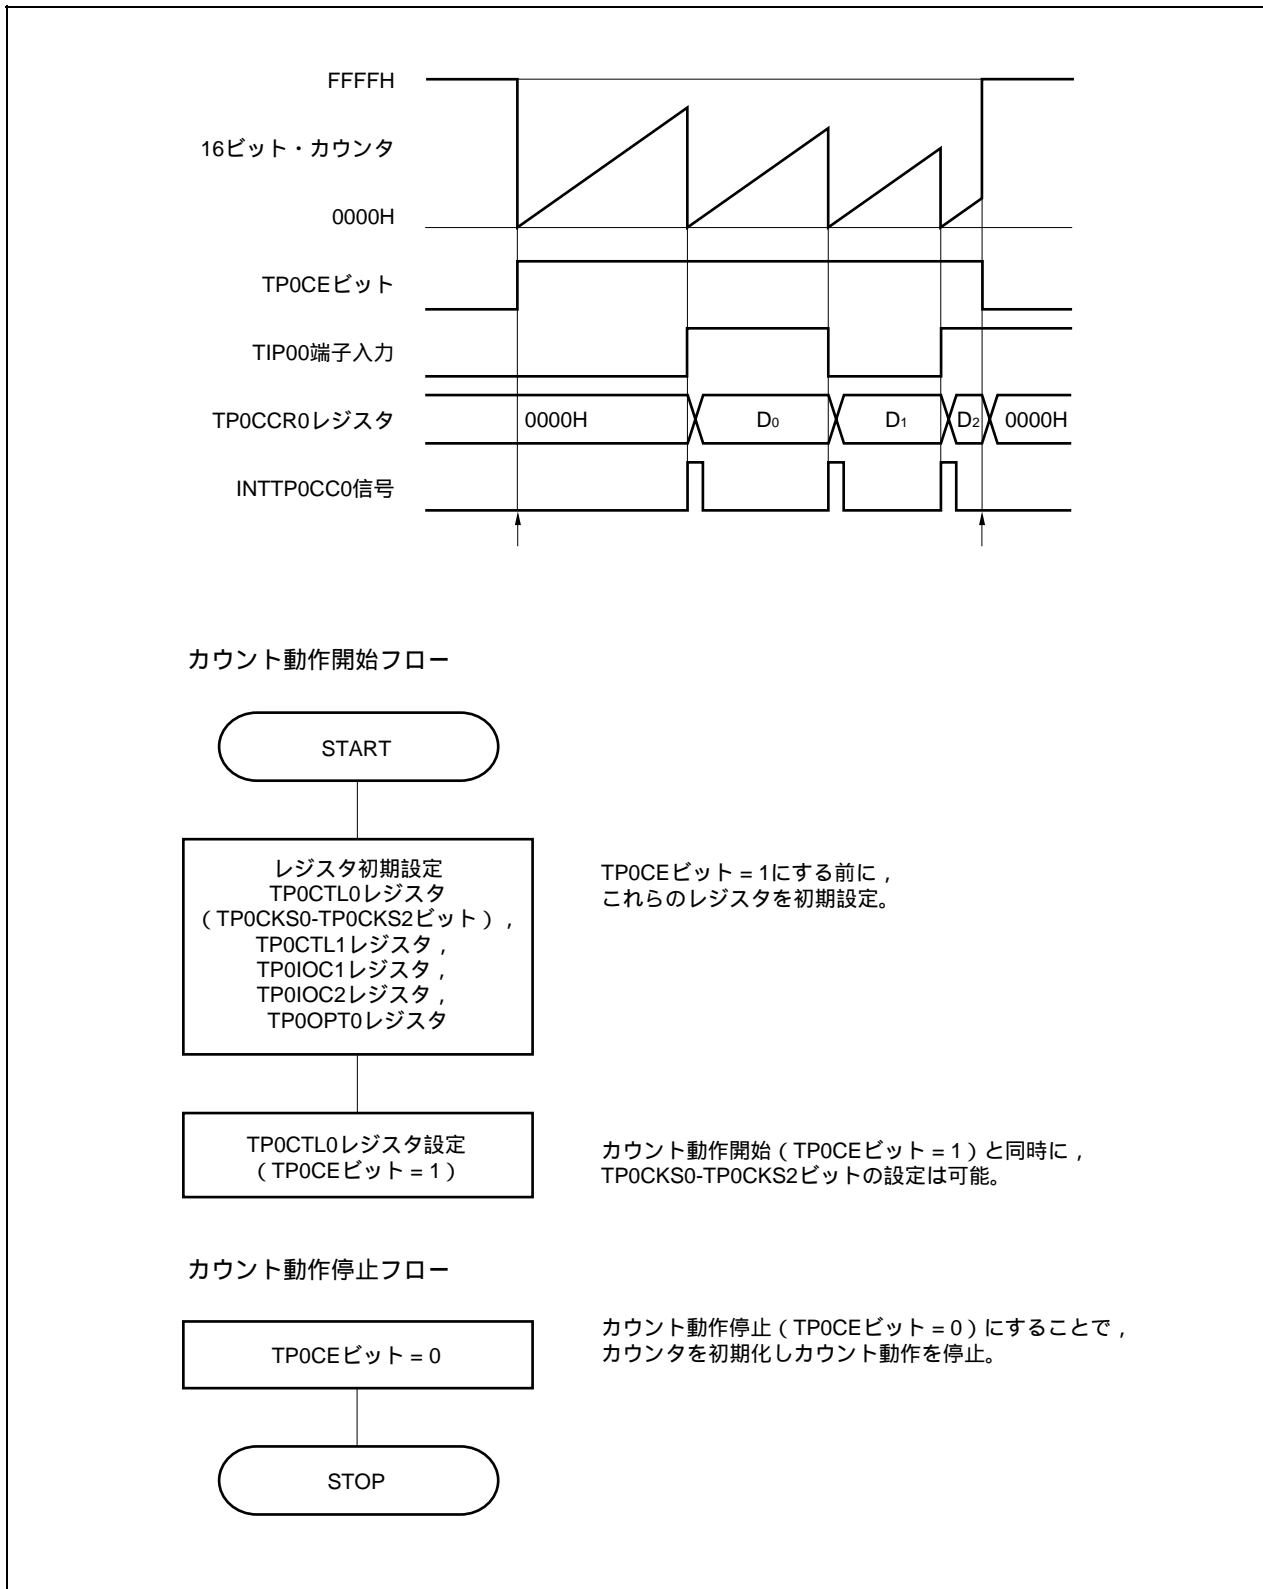 FFFFH
16ビット・カウンタ
0000H
TP0CEビット
TIP00端子入力
TP0CCR0レジスタ
0000H
D0
D1
D2
0000H
INTTP0CC0信号
カウント動作開始フロー
START
レジスタ初期設定
TP0CTL0レジスタ
（TP0CKS0-TP0CKS2ビット），
TP0CTL1レジスタ，
TP0IOC1レジスタ，
TP0IOC2レジスタ，
TP0OPT0レジスタ
TP0CEビット = 1にする前に，
これらのレジスタを初期設定。
TP0CTL0レジスタ設定
（TP0CEビット = 1）
カウント動作開始（TP0CEビット = 1）と同時に，
TP0CKS0-TP0CKS2ビットの設定は可能。
カウント動作停止フロー
TP0CEビット = 0
カウント動作停止（TP0CEビット = 0）にすることで，
カウンタを初期化しカウント動作を停止。
STOP